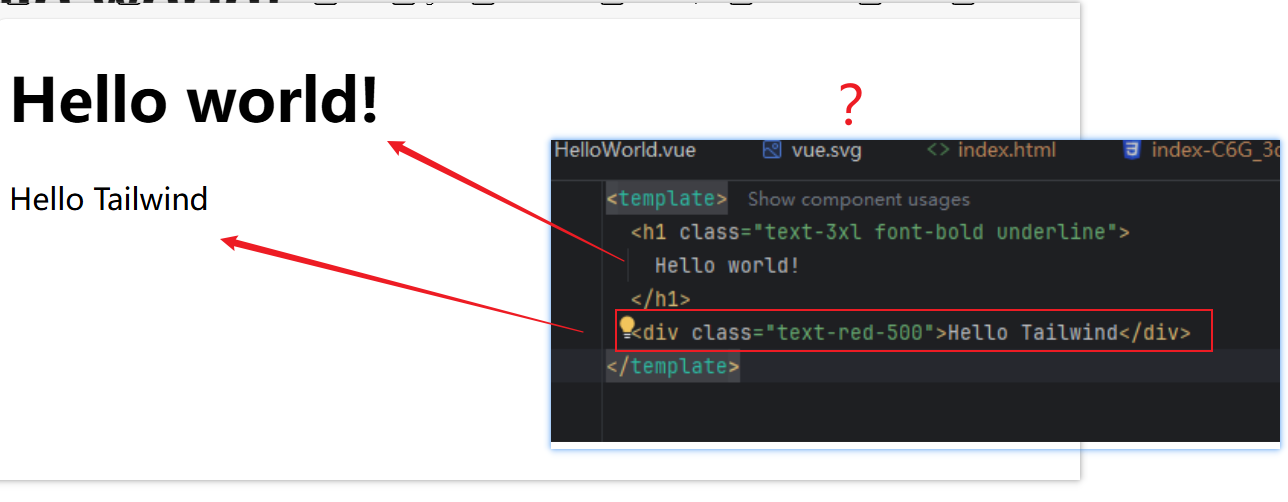 Hello world!
?
HelloWorld.vue vue.svg <> index.html index-C6G_3
<template> Show component usages
<h1 class="text-3xl font-bold underline">
Hello world!
</h1>
Hello Tailwind
<div class="text-red-500">Hello Tailwind</div>
</template>